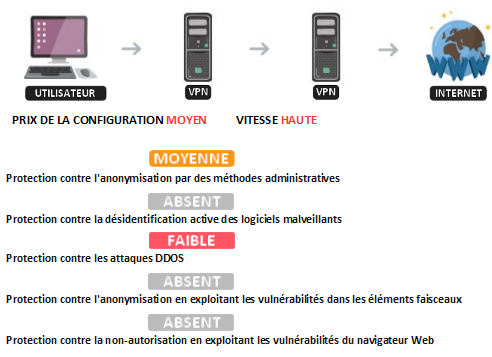 UTILISATEUR VPN VPN INTERNET
PRIX DE LA CONFIGURATION MOYEN VITESSE HAUTE
MOYENNE
Protection contre l'anonymisation par des méthodes administratives
ABSENT
Protection contre la désidentification active des logiciels malveillants
FAIBLE
Protection contre les attaques DDOS
ABSENT
Protection contre l'anonymisation en exploitant les vulnérabilités dans les éléments faisceaux
ABSENT
Protection contre la non-autorisation en exploitant les vulnérabilités du navigateur Web